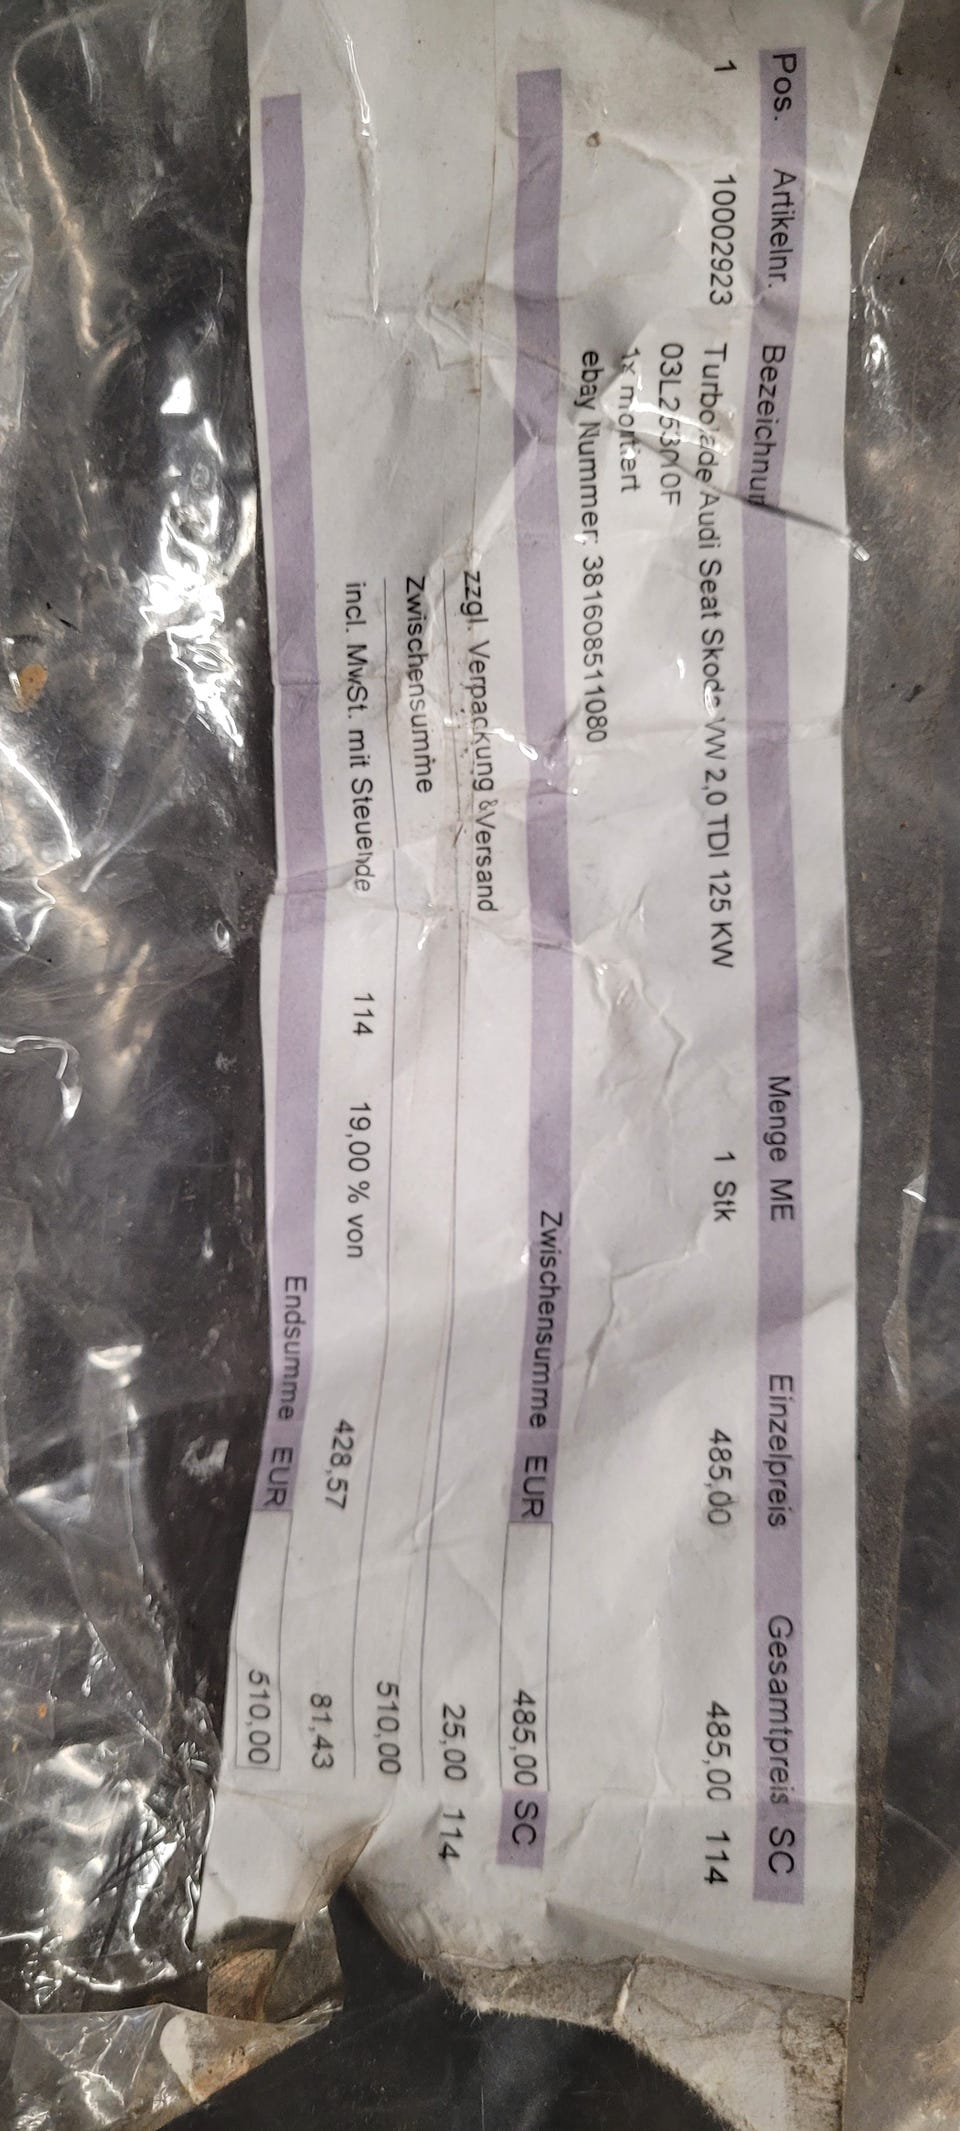 Pos. Artikelnr. Bezeichnun Menge ME Einzelpreis Gesamtpreis SC
1 10002923 Turbolader Audi Seat Skoda VW 2,0 TDI 125 KW 1 Stk 485,00 485,00 114
03L253010F
1x montiert
ebay Nummer: 381608511080
Zwischensumme EUR 485,00 SC
zzgl. Verpackung &Versand 25,00 114
Zwischensumme 510,00
incl. MwSt. mit Steuerde 114 19,00 % von 428,57 81,43
Endsumme EUR 510,00